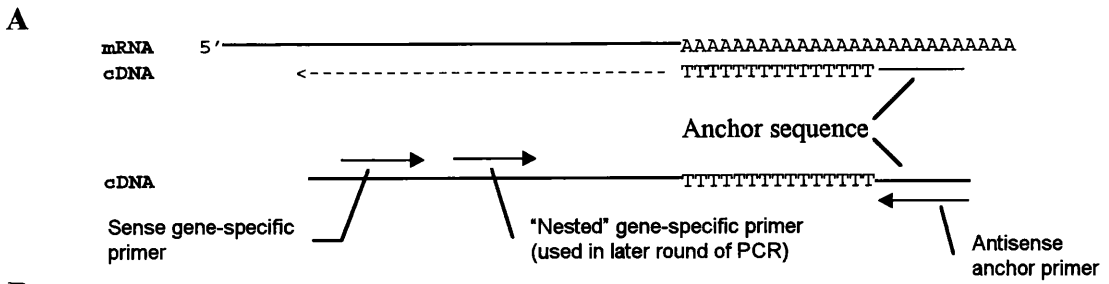 A
mRNA 5' AAAAAAAAAAAAAAAAAAAAAAAAA
cDNA < TTTTTTTTTTTTTTT
Anchor sequence
cDNA TTTTTTTTTTTTTTT
Sense gene-specific
primer
"Nested" gene-specific primer
(used in later round of PCR)
Antisense
anchor primer